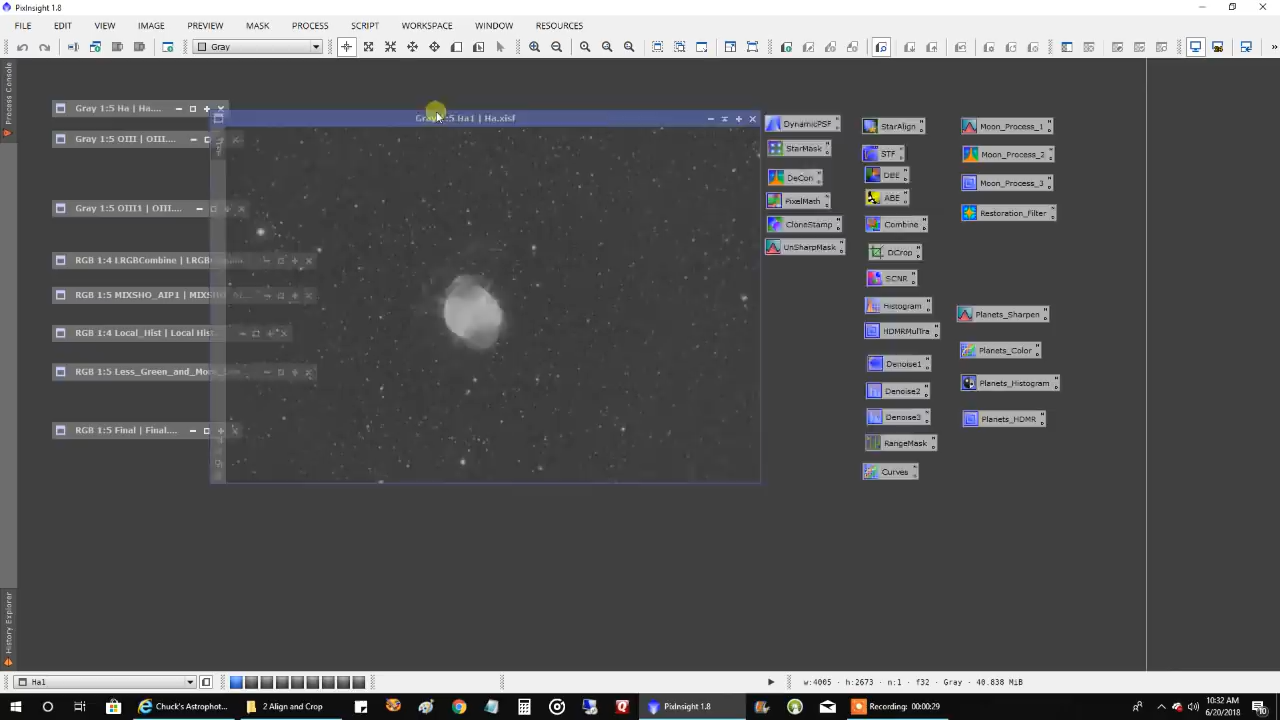 PixInsight 1.8
FILE EDIT VIEW IMAGE PREVIEW MASK PROCESS SCRIPT WORKSPACE WINDOW RESOURCES
Gray
Process Console
History Explorer
Gray 1:5 Ha | Ha....
Gray 1:5 Ha1 | Ha.xisf
Gray 1:5 OIII | OIII....
Gray 1:5 OIII1 | OIII....
RGB 1:4 LRGBCombine | LRGB
RGB 1:5 MIXSHO_AIP1 | MIXSHO
RGB 1:4 Local_Hist | Local Hist
RGB 1:5 Less_Green_and_More
RGB 1:5 Final | Final....
DynamicPSF
StarMask
DeCon
PixelMath
CloneStamp
UnSharpMask
StarAlign
STF
DBE
ABE
Combine
DCrop
SCNR
Histogram
HDMRMulTra
Denoise1
Denoise2
Denoise3
RangeMask
Curves
Moon_Process_1
Moon_Process_2
Moon_Process_3
Restoration_Filter
Planets_Sharpen
Planets_Color
Planets_Histogram
Planets_HDMR
Ha1
w:4005 h:2673 n:1 f32 Gray 40.838 MiB
Chuck's Astrophot...
2 Align and Crop
PixInsight 1.8
Recording: 00:00:29
10:32 AM
6/20/2018
10